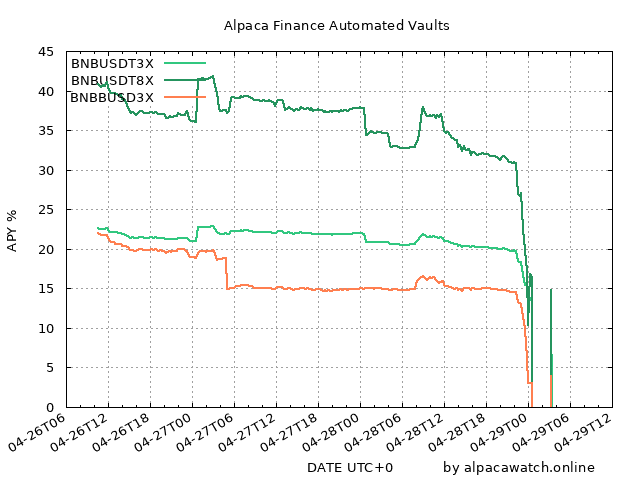 Alpaca Finance Automated Vaults
45
40
35
30
25
20
15
10
5
0
APY %
BNBUSDT3X
BNBUSDT8X
BNBBUSD3X
04-26T06
04-26T12
04-26T18
04-27T00
04-27T06
04-27T12
04-27T18
04-28T00
04-28T06
04-28T12
04-28T18
04-29T00
04-29T06
04-29T12
DATE UTC+0
by alpacawatch.online